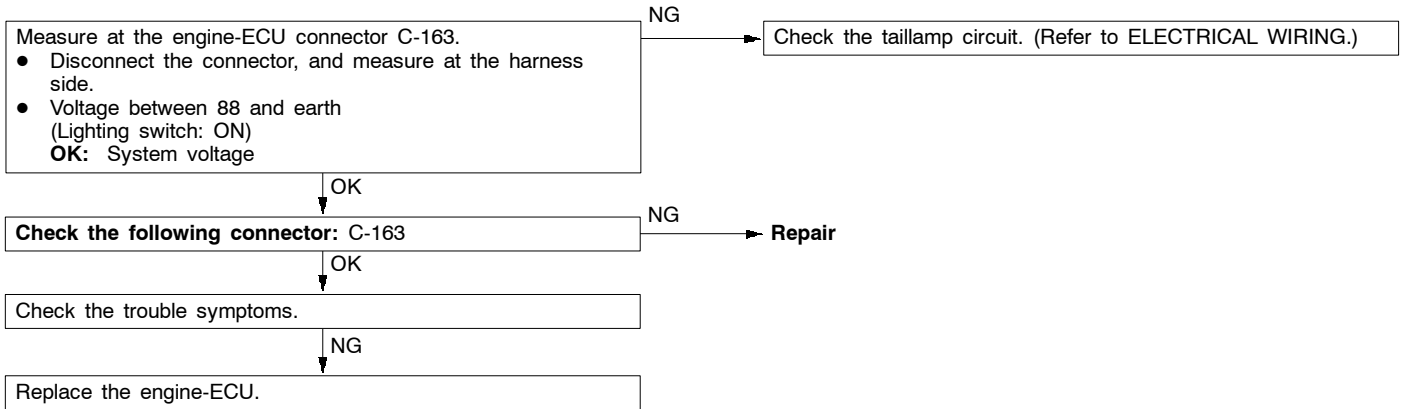 NG
Measure at the engine-ECU connector C-163.
● Disconnect the connector, and measure at the harness
side.
● Voltage between 88 and earth
(Lighting switch: ON)
OK: System voltage
Check the taillamp circuit. (Refer to ELECTRICAL WIRING.)
OK
NG
Check the following connector: C-163
Repair
OK
Check the trouble symptoms.
NG
Replace the engine-ECU.